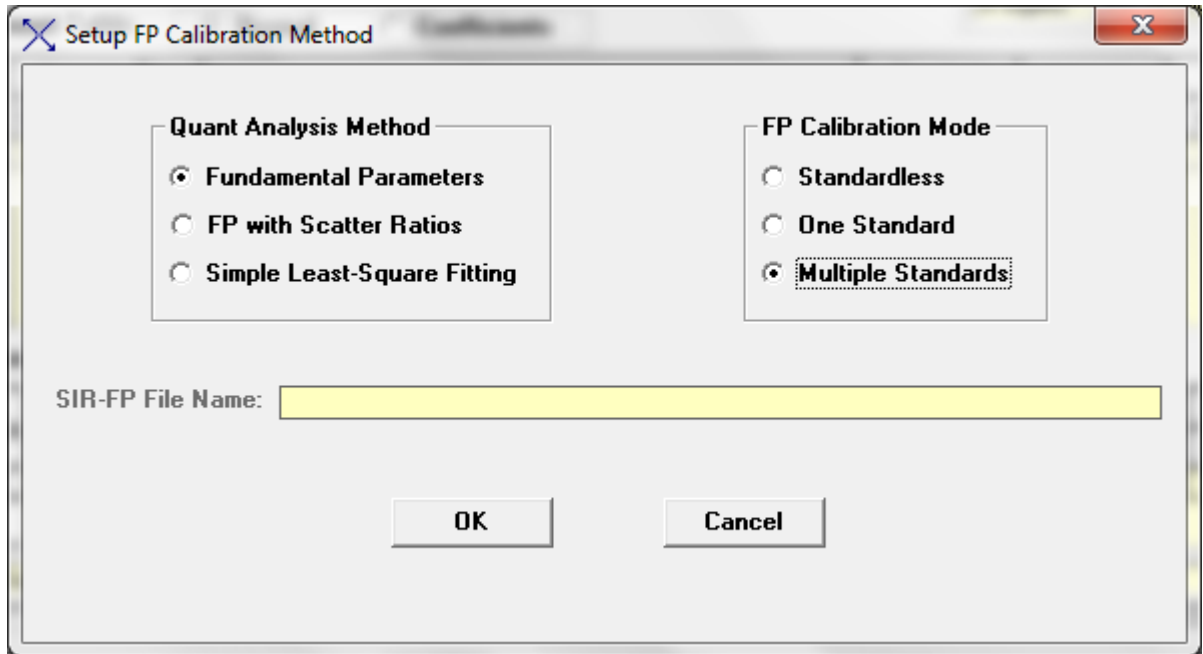 Setup FP Calibration Method
Quant Analysis Method
Fundamental Parameters
FP with Scatter Ratios
Simple Least-Square Fitting
FP Calibration Mode
Standardless
One Standard
Multiple Standards
SIR-FP File Name:
OK
Cancel